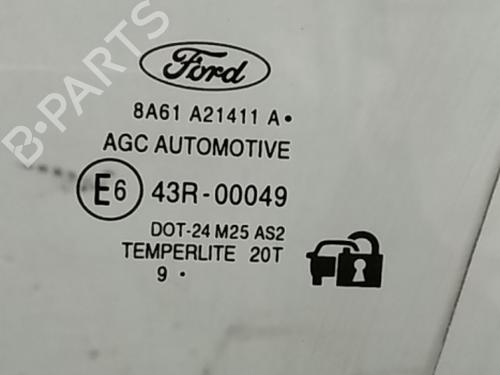 B-PARTS
Ford
8A61 A21411 A•
AGC AUTOMOTIVE
E6 43R-00049
DOT-24 M25 AS2
TEMPERLITE 20T
9 •